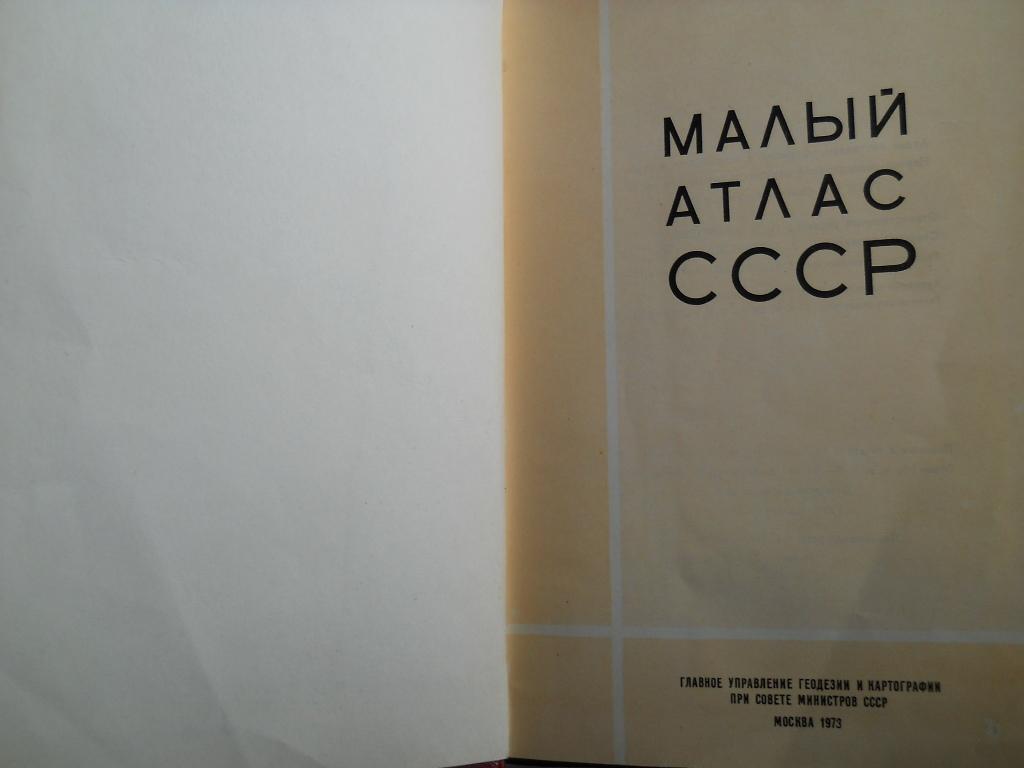 МАЛЫЙ
АТЛАС
СССР
ГЛАВНОЕ УПРАВЛЕНИЕ ГЕОДЕЗИИ И КАРТОГРАФИИ
ПРИ СОВЕТЕ МИНИСТРОВ СССР
МОСКВА 1973